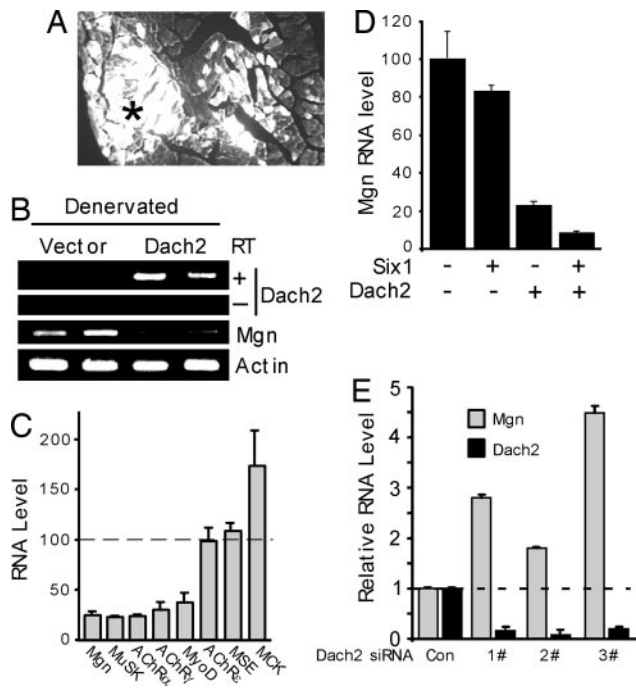 A
*
B
Denervated
Vector Dach2 RT
+
−
Dach2
Mgn
Actin
C
RNA Level
200
150
100
50
0
Mgn MuSK AChRα AChRγ MyoD AChRε MSE MCK
D
Mgn RNA level
120
100
80
60
40
20
0
Six1 - + - +
Dach2 - - + +
E
Relative RNA Level
5
4
3
2
1
0
Mgn
Dach2
Dach2 siRNA Con 1# 2# 3#